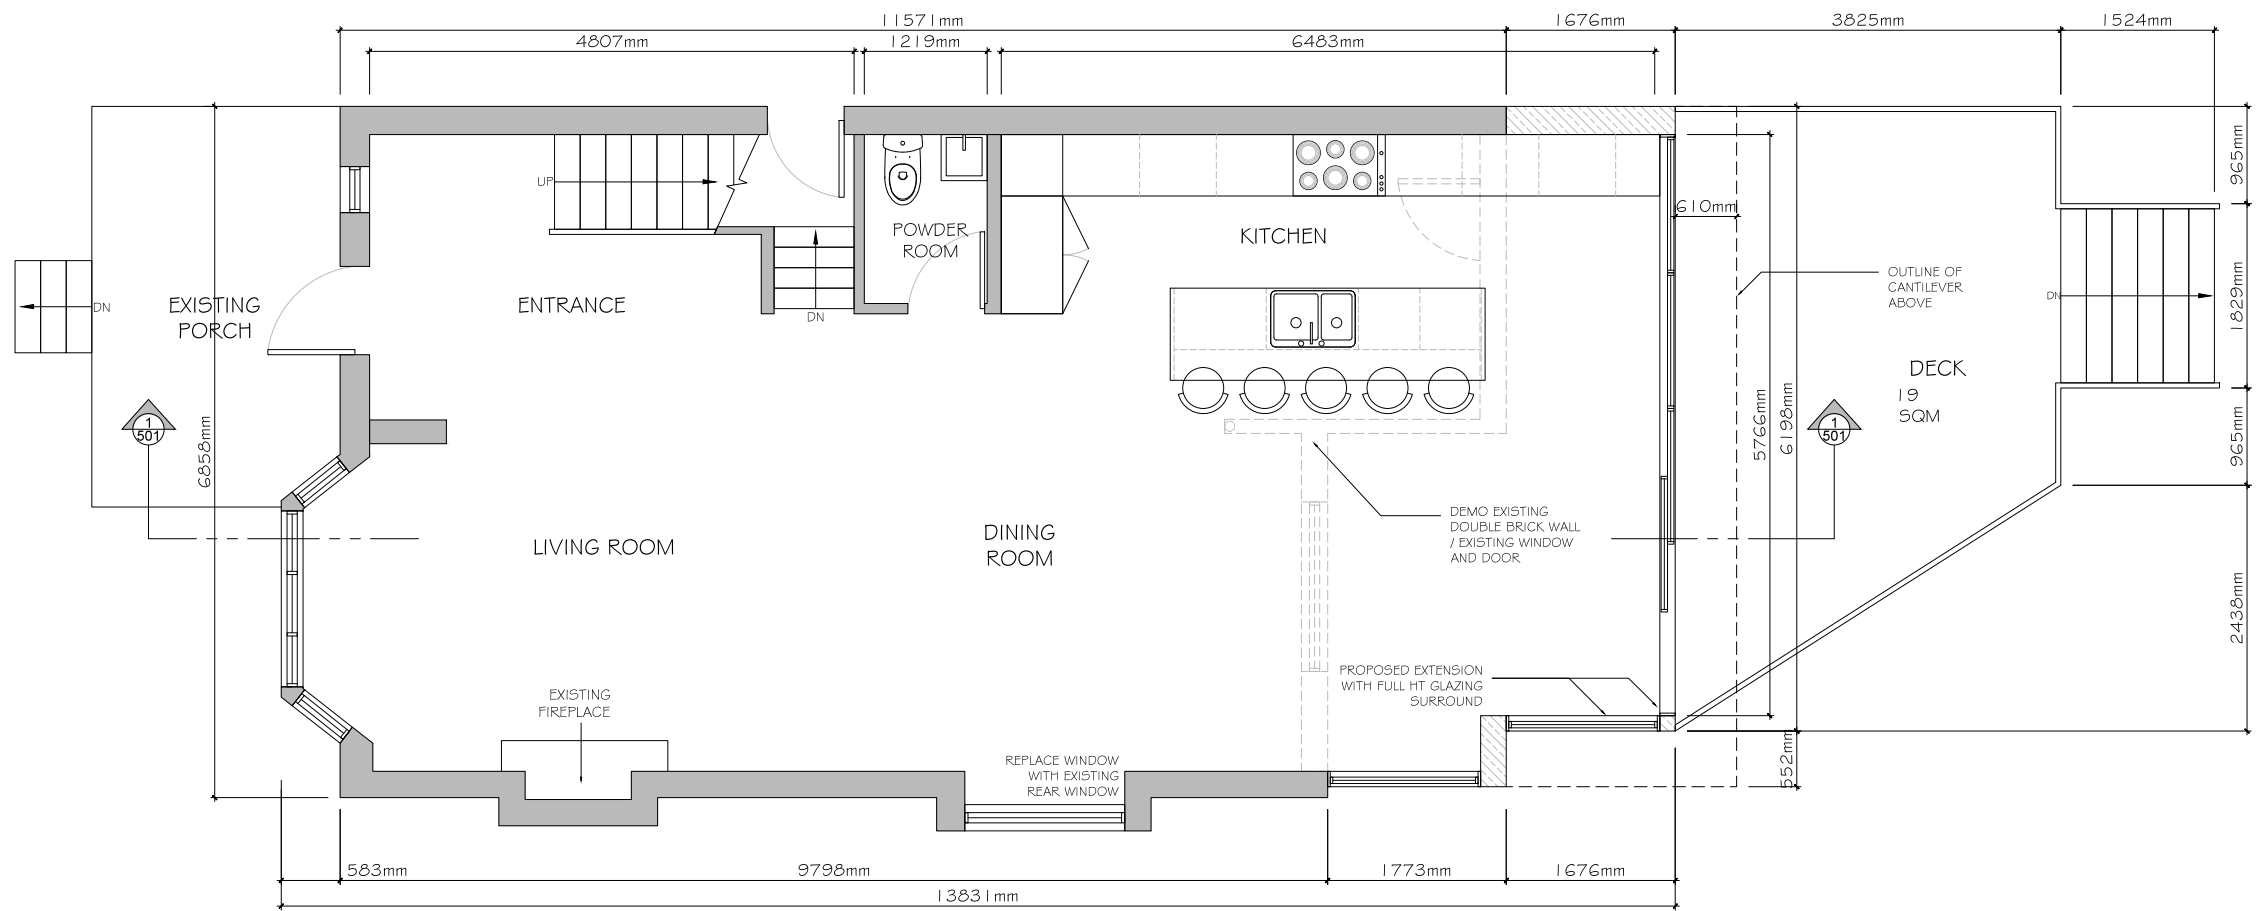 11571mm
1676mm
3825mm
1524mm
4807mm
1219mm
6483mm
965mm
UP
610mm
POWDER
ROOM
KITCHEN
OUTLINE OF
CANTILEVER
ABOVE
DN
EXISTING
PORCH
ENTRANCE
DN
DN
1829mm
DECK
19
SQM
1
501
6858mm
5766mm
6198mm
1
501
965mm
LIVING ROOM
DINING
ROOM
DEMO EXISTING
DOUBLE BRICK WALL
/ EXISTING WINDOW
AND DOOR
2438mm
PROPOSED EXTENSION
WITH FULL HT GLAZING
SURROUND
EXISTING
FIREPLACE
REPLACE WINDOW
WITH EXISTING
REAR WINDOW
552mm
583mm
9798mm
1773mm
1676mm
13831mm